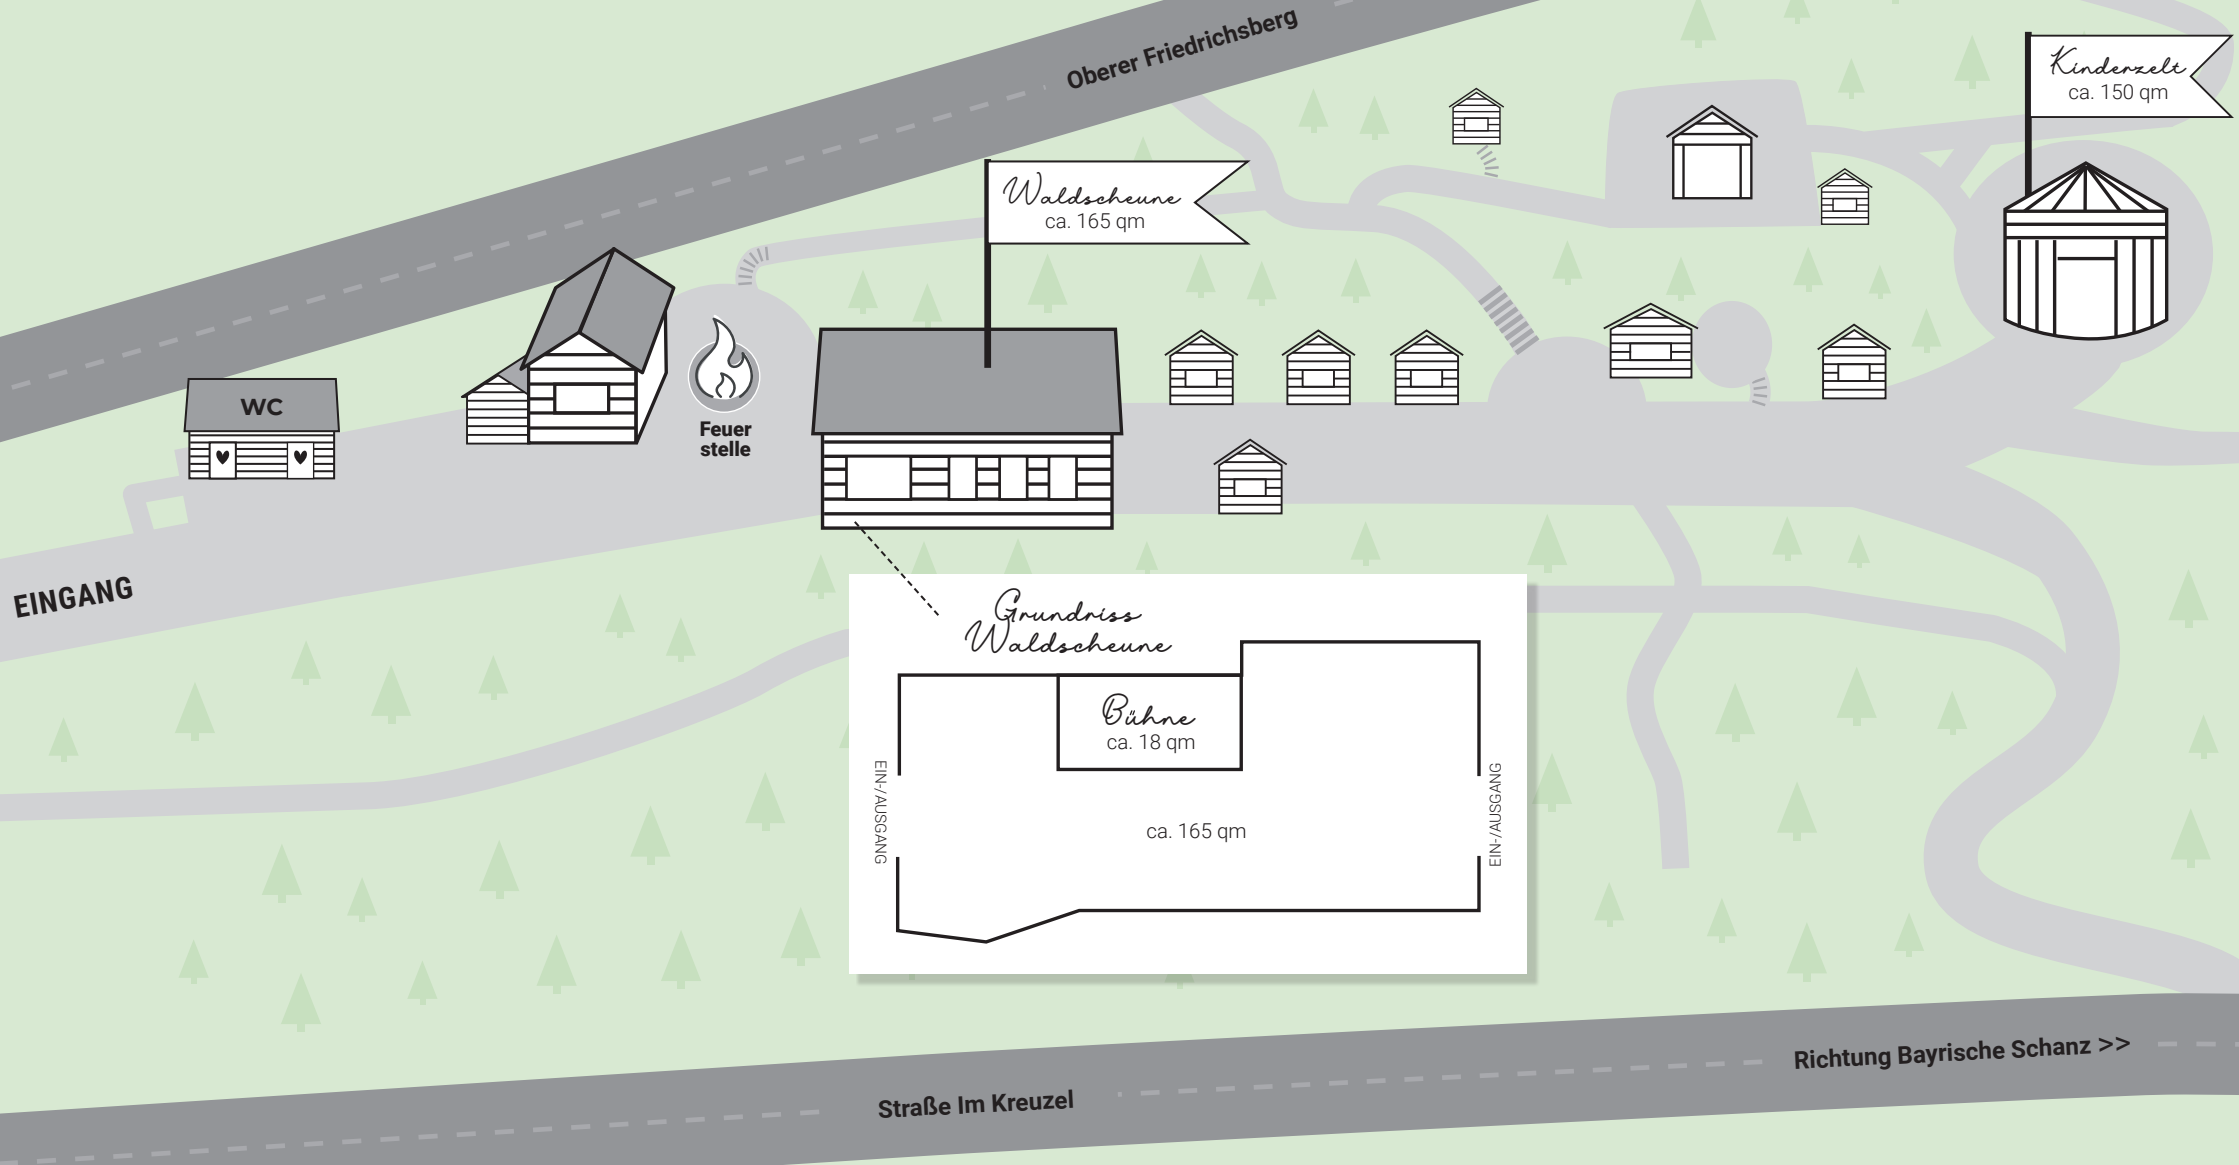 Oberer Friedrichsberg
Kinderzelt
ca. 150 qm
Waldscheune
ca. 165 qm
WC
Feuer
stelle
EINGANG
Grundriss
Waldscheune
Bühne
ca. 18 qm
EIN-/AUSGANG
ca. 165 qm
EIN-/AUSGANG
Straße Im Kreuzel
Richtung Bayrische Schanz >>